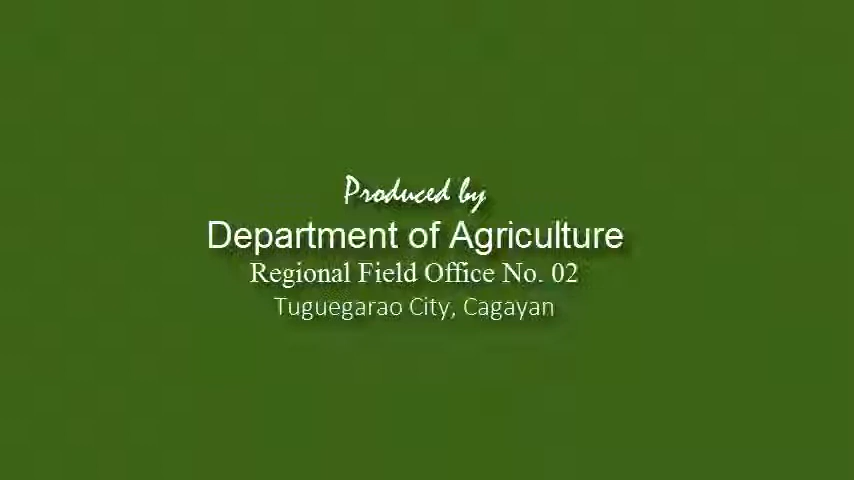 Produced by
Department of Agriculture
Regional Field Office No. 02
Tuguegarao City, Cagayan